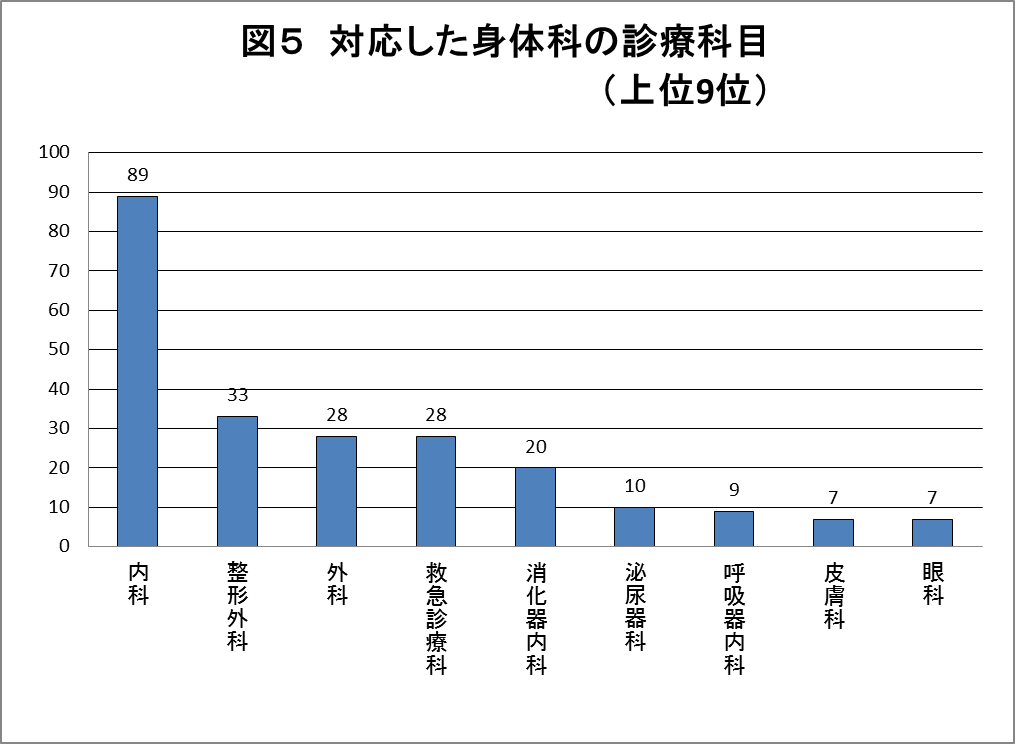 図５　対応した身体科の診療科目
（上位9位）
100
90
80
70
60
50
40
30
20
10
0
89
33
28
28
20
10
9
7
7
内科
整形外科
外科
救急診療科
消化器内科
泌尿器科
呼吸器内科
皮膚科
眼科